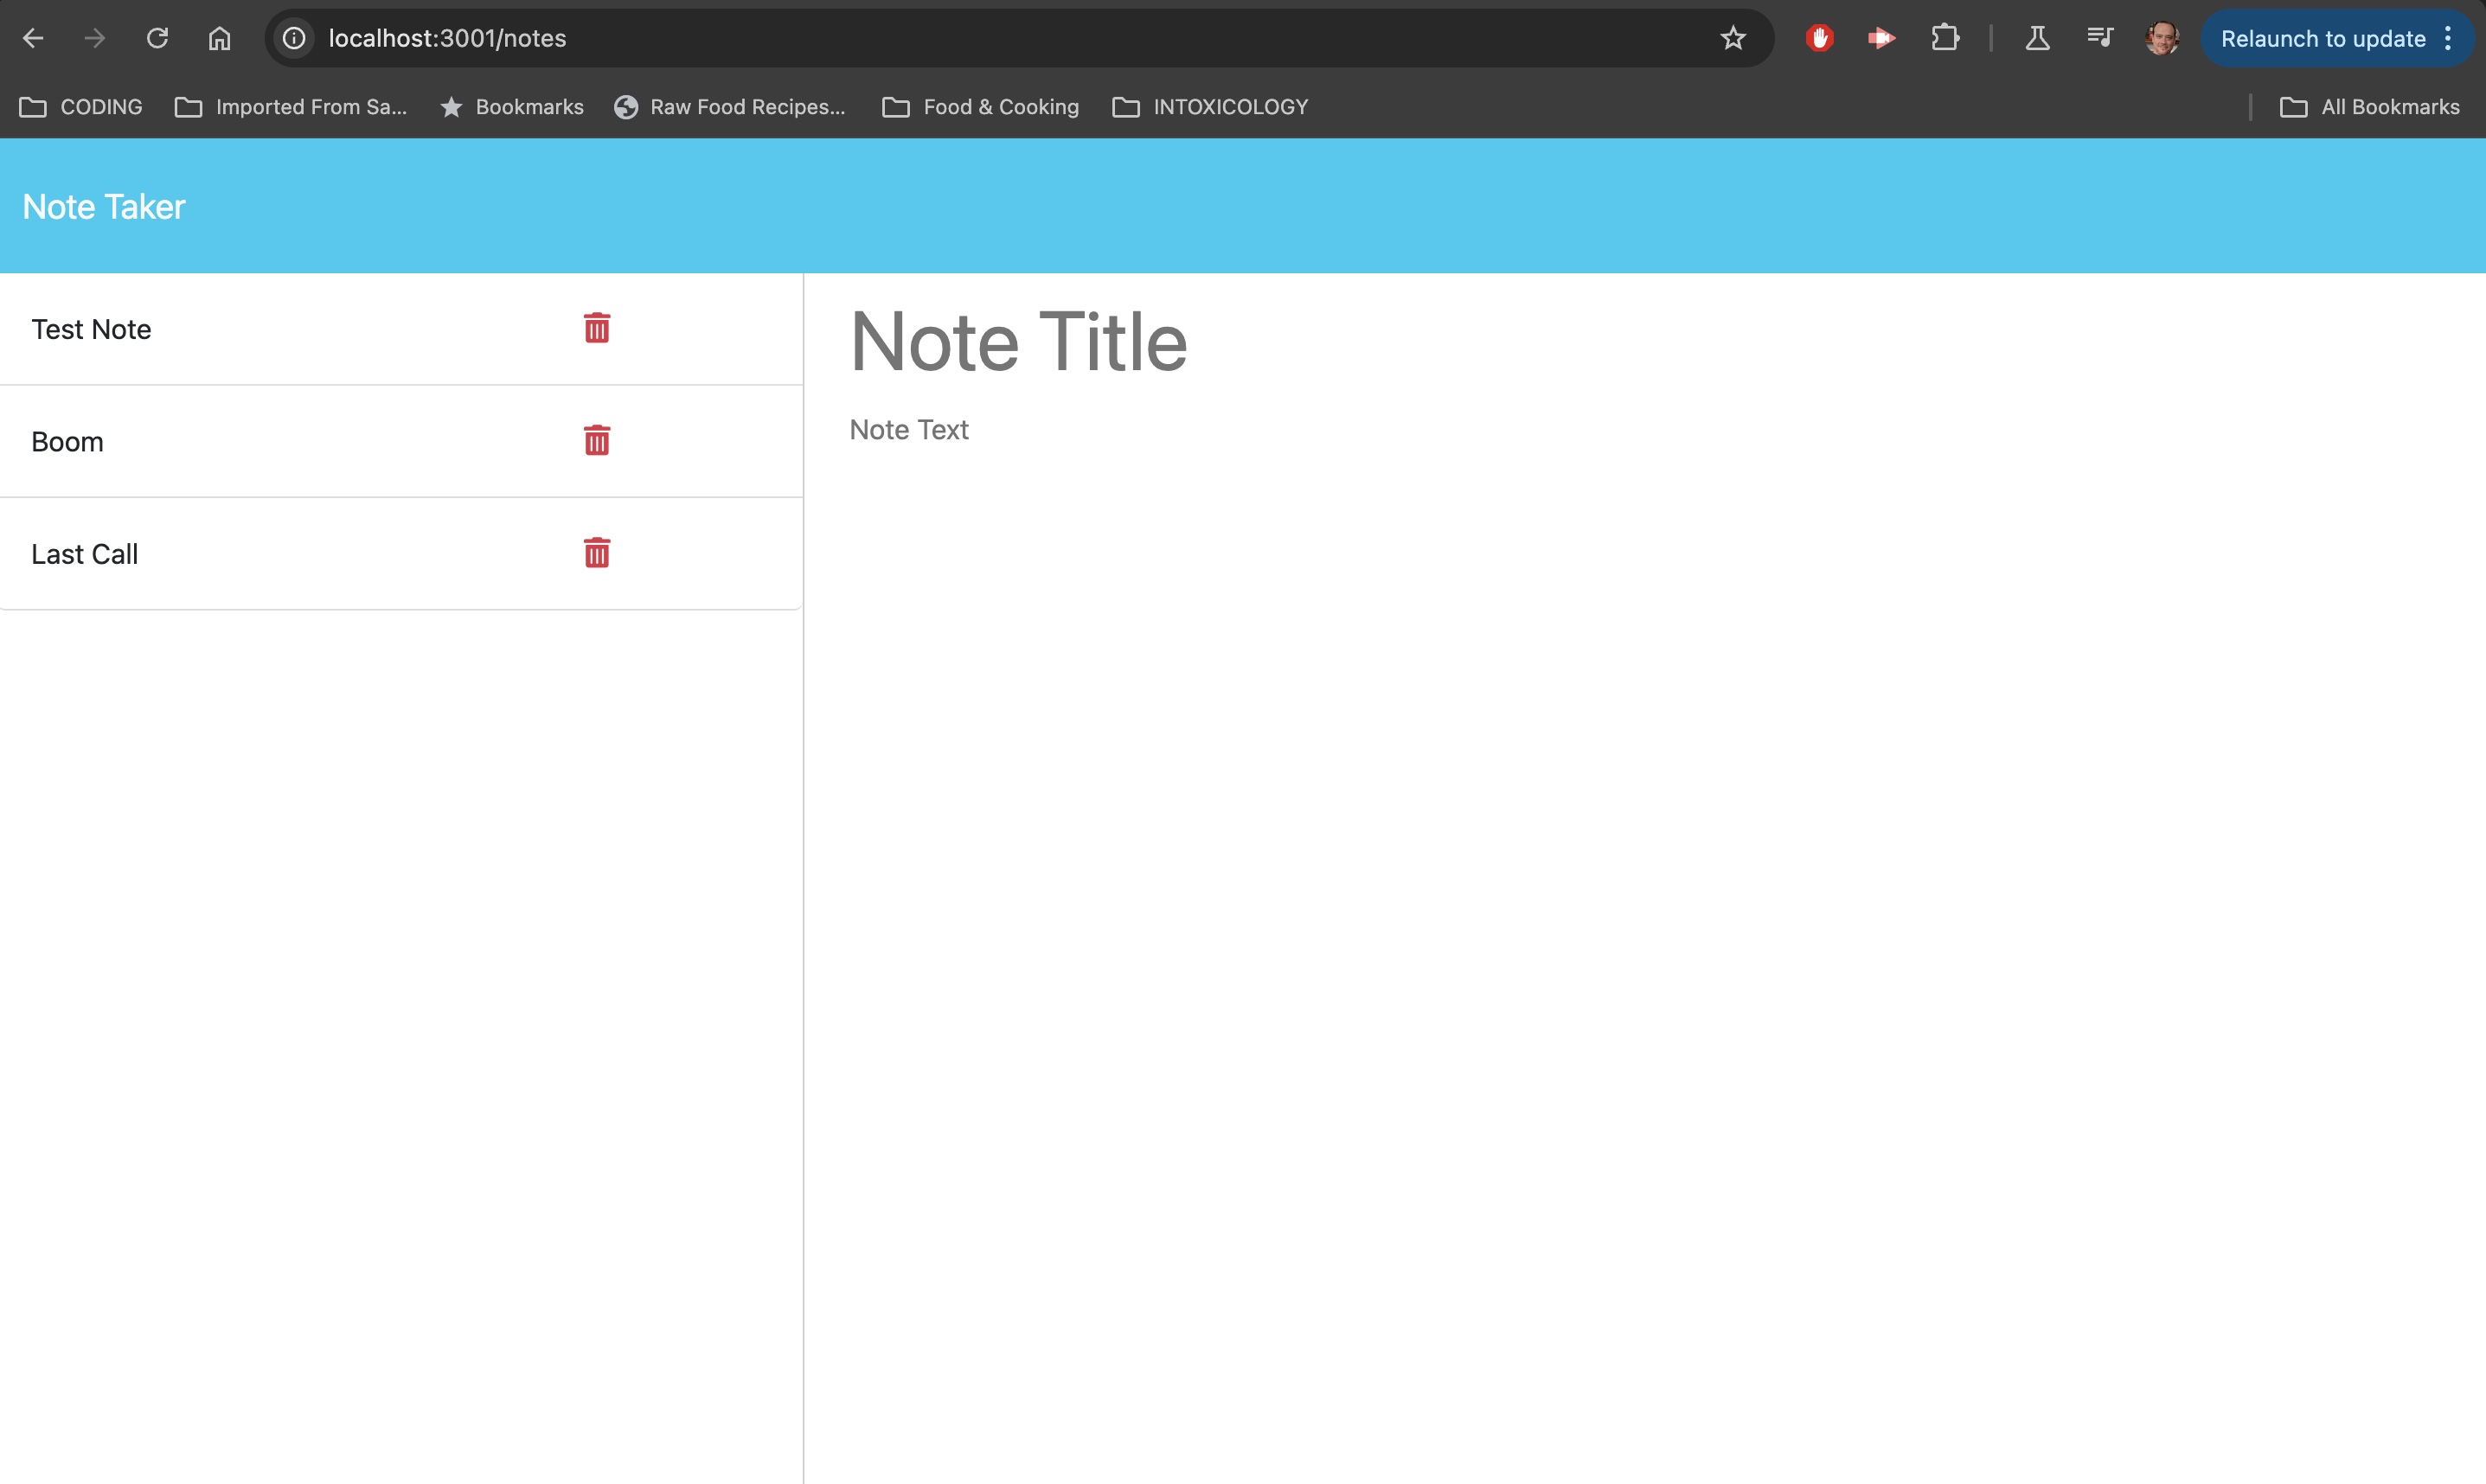 localhost:3001/notes
Relaunch to update
CODING Imported From Sa... Bookmarks Raw Food Recipes... Food & Cooking INTOXICOLOGY All Bookmarks
Note Taker
Test Note
Boom
Last Call
Note Title
Note Text